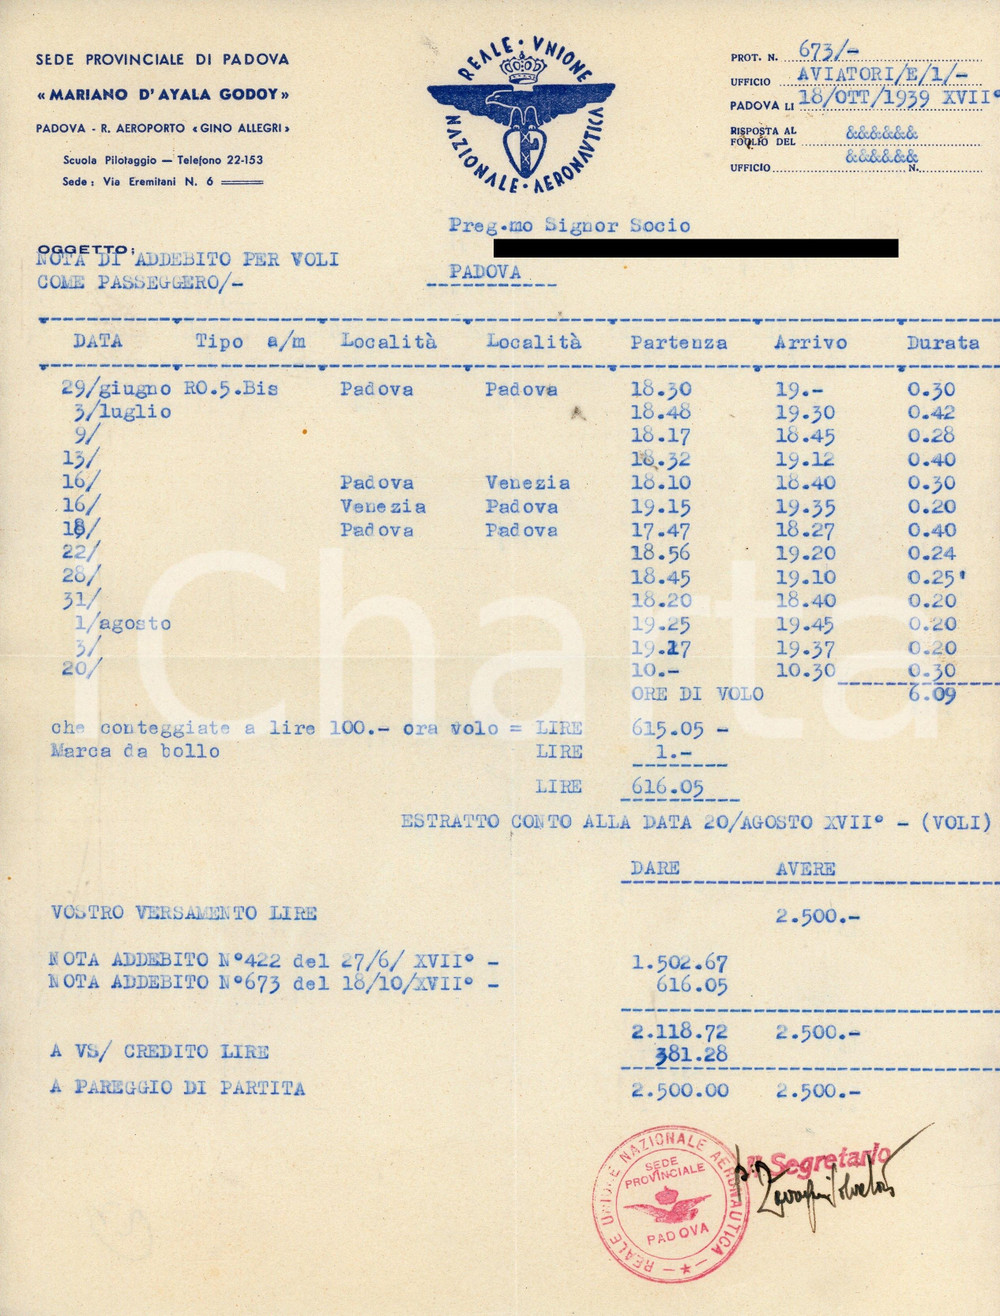 SEDE PROVINCIALE DI PADOVA
« MARIANO D' AYALA GODOY »
PADOVA - R. AEROPORTO « GINO ALLEGRI »
Scuola Pilotaggio — Telefono 22-153
Sede : Via Eremitani N. 6
REALE · VNIONE
NAZIONALE · AERONAUTICA
PROT. N. 673/-
UFFICIO AVIATORI/E/1/-
PADOVA LI 18/OTT/1939 XVII°
RISPOSTA AL
FOGLIO DEL &&&&&&
UFFICIO &&&&&& N.
Preg.mo Signor Socio
PADOVA
OGGETTO:
NOTA DI ADDEBITO PER VOLI
COME PASSEGGERO/-
DATA Tipo a/m Località Località Partenza Arrivo Durata
29/giugno RO.5.Bis Padova Padova 18.30 19.- 0.30
3/luglio 18.48 19.30 0.42
9/ 18.17 18.45 0.28
13/ 18.32 19.12 0.40
16/ Padova Venezia 18.10 18.40 0.30
16/ Venezia Padova 19.15 19.35 0.20
18/ Padova Padova 17.47 18.27 0.40
22/ 18.56 19.20 0.24
28/ 18.45 19.10 0.25'
31/ 18.20 18.40 0.20
1/agosto 19.25 19.45 0.20
3/ 19.17 19.37 0.20
20/ 10.- 10.30 0.30
ORE DI VOLO 6.09
che conteggiate a lire 100.- ora volo = LIRE 615.05 -
Marca da bollo LIRE 1.-
LIRE 616.05
ESTRATTO CONTO ALLA DATA 20/AGOSTO XVII° - (VOLI)
DARE AVERE
VOSTRO VERSAMENTO LIRE 2.500.-
NOTA ADDEBITO N°422 del 27/6/ XVII° - 1.502.67
NOTA ADDEBITO N°673 del 18/10/XVII° - 616.05
2.118.72 2.500.-
A VS/ CREDITO LIRE 381.28
A PAREGGIO DI PARTITA 2.500.00 2.500.-
REALE UNIONE NAZIONALE AERONAUTICA
SEDE
PROVINCIALE
PADOVA
Segretario
iCharta